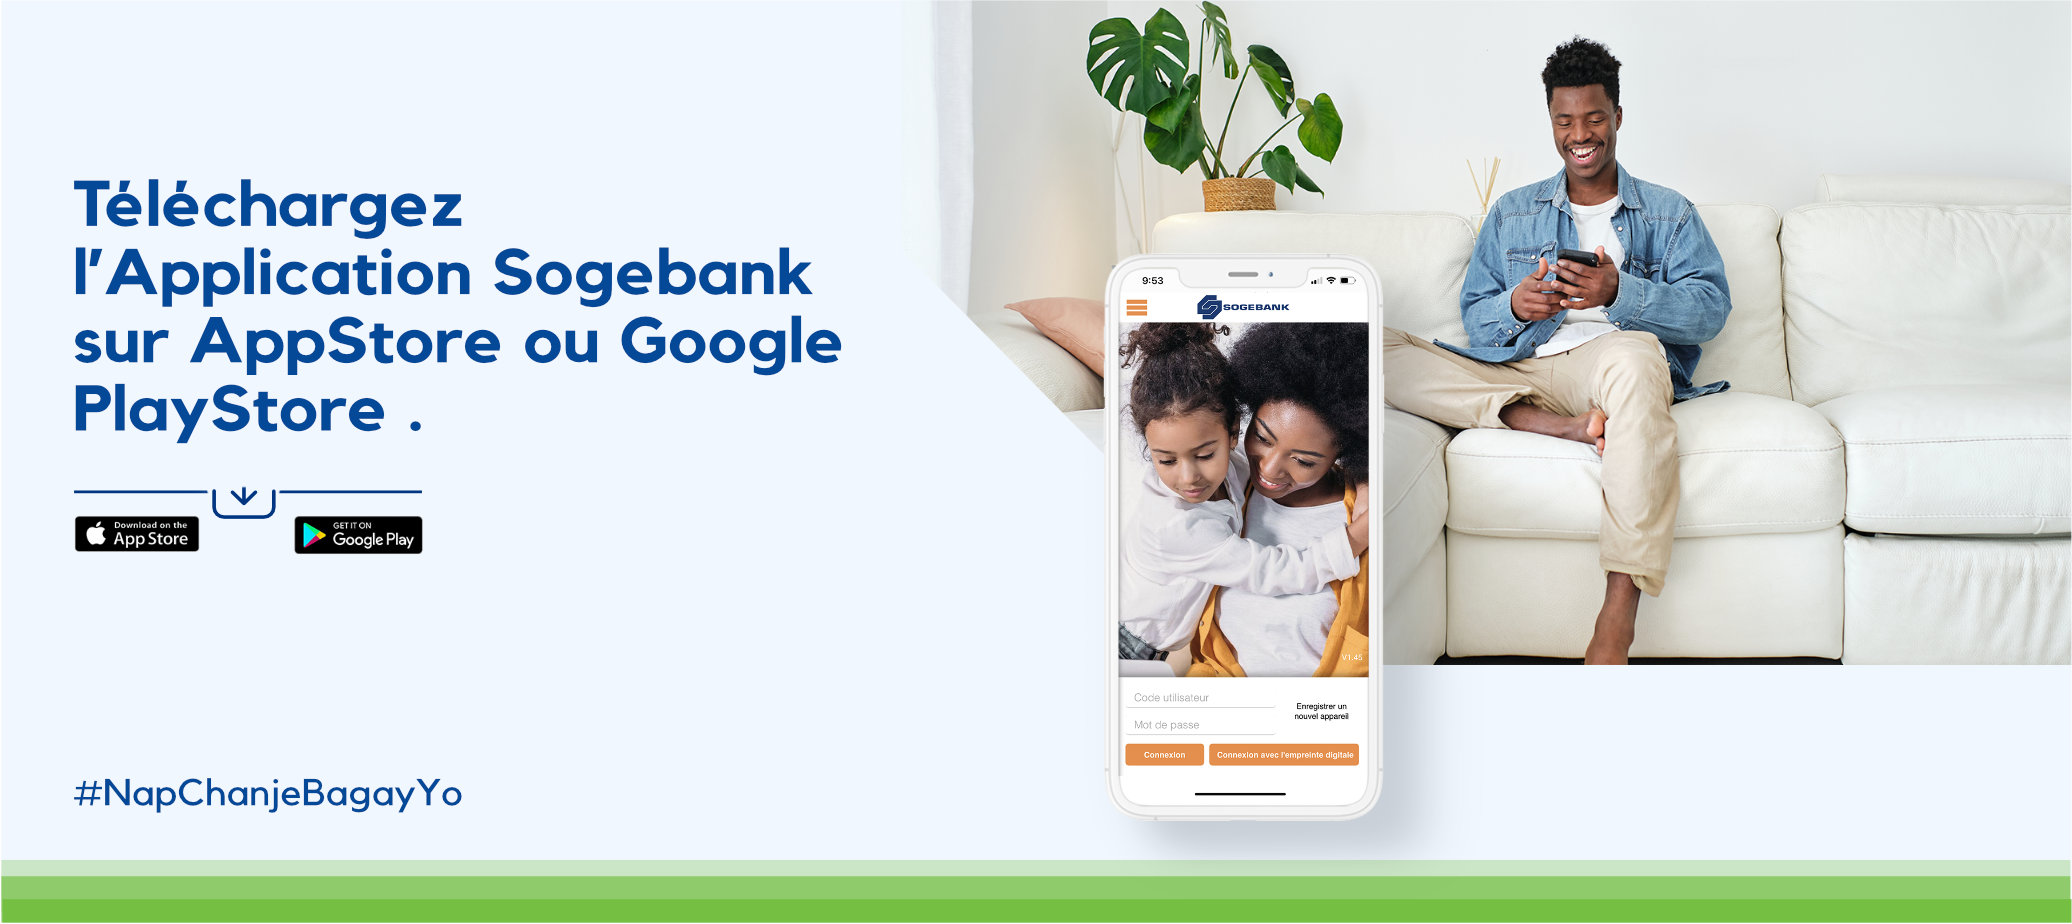 Téléchargez
l'Application Sogebank
sur AppStore ou Google
PlayStore .
Download on the
App Store
GET IT ON
Google Play
#NapChanjeBagayYo
9:53
SOGEBANK
V1.45
Code utilisateur
Enregistrer un
nouvel appareil
Mot de passe
Connexion
Connexion avec l'empreinte digitale